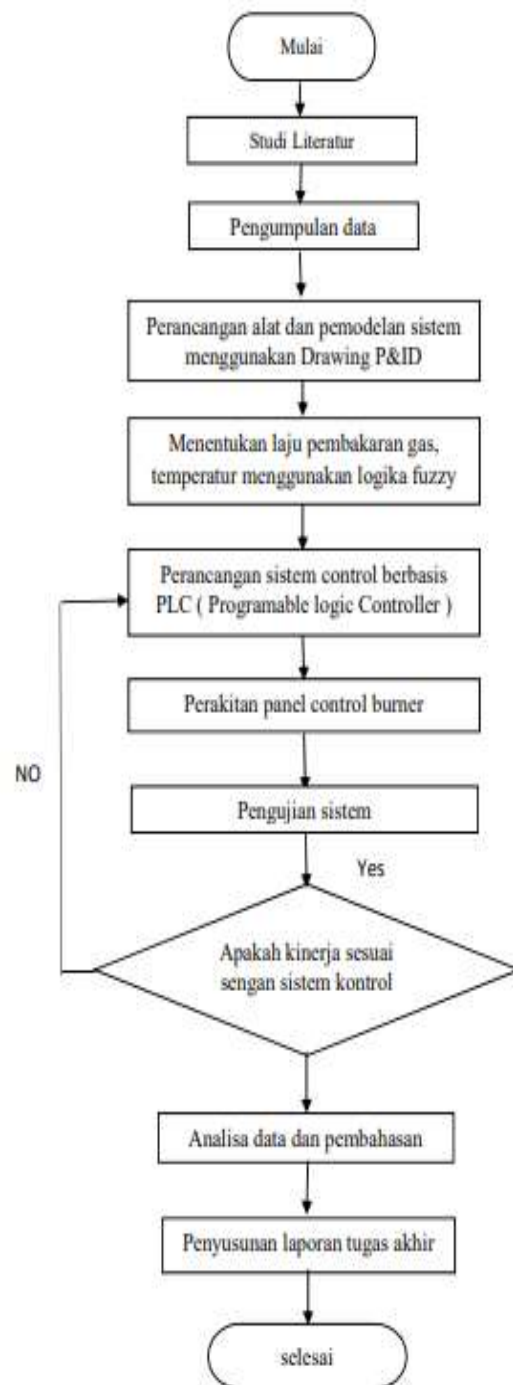 Mulai
Studi Literatur
Pengumpulan data
Perancangan alat dan pemodelan sistem
menggunakan Drawing P&ID
Menentukan laju pembakaran gas,
temperatur menggunakan logika fuzzy
Perancangan sistem control berbasis
PLC ( Programable logic Controller )
Perakitan panel control burner
NO
Pengujian sistem
Yes
Apakah kinerja sesuai
sengan sistem kontrol
Analisa data dan pembahasan
Penyusunan laporan tugas akhir
selesai